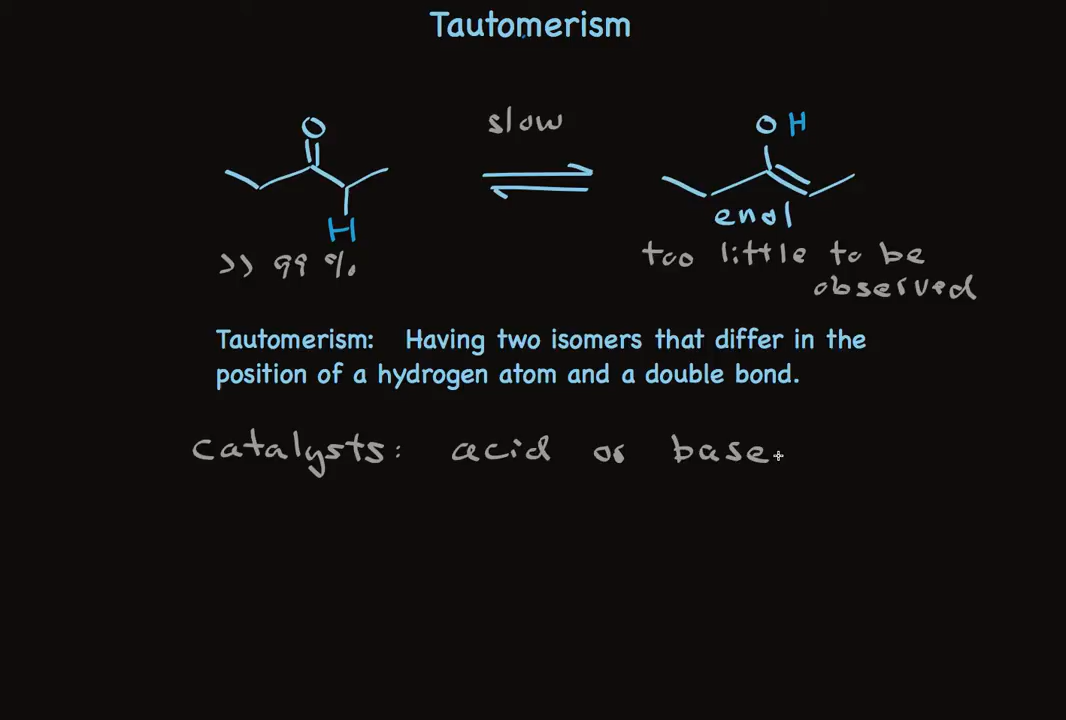 Tautomerism
slow
O
O H
H
enol
>> 99 %
too little to be
observed
Tautomerism: Having two isomers that differ in the
position of a hydrogen atom and a double bond.
catalysts: acid or base